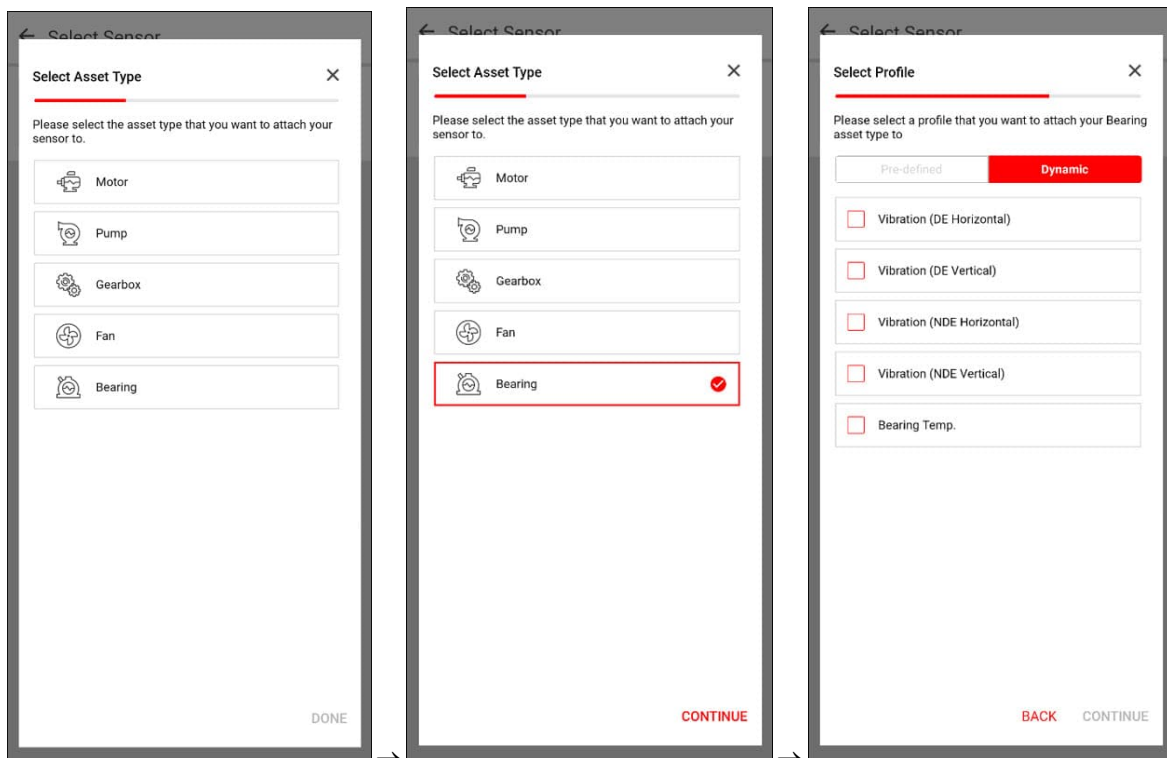 ← Select Sensor
Select Asset Type
Please select the asset type that you want to attach your
sensor to.
Motor
Pump
Gearbox
Fan
Bearing
DONE
→
← Select Sensor
Select Asset Type
Please select the asset type that you want to attach your
sensor to.
Motor
Pump
Gearbox
Fan
Bearing
CONTINUE
→
← Select Sensor
Select Profile
Please select a profile that you want to attach your Bearing
asset type to
Pre-defined Dynamic
Vibration (DE Horizontal)
Vibration (DE Vertical)
Vibration (NDE Horizontal)
Vibration (NDE Vertical)
Bearing Temp.
BACK CONTINUE